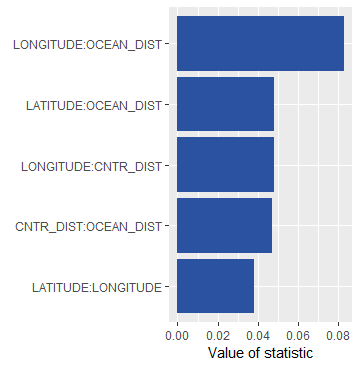 LONGITUDE:OCEAN_DIST
LATITUDE:OCEAN_DIST
LONGITUDE:CNTR_DIST
CNTR_DIST:OCEAN_DIST
LATITUDE:LONGITUDE
0.00 0.02 0.04 0.06 0.08
Value of statistic